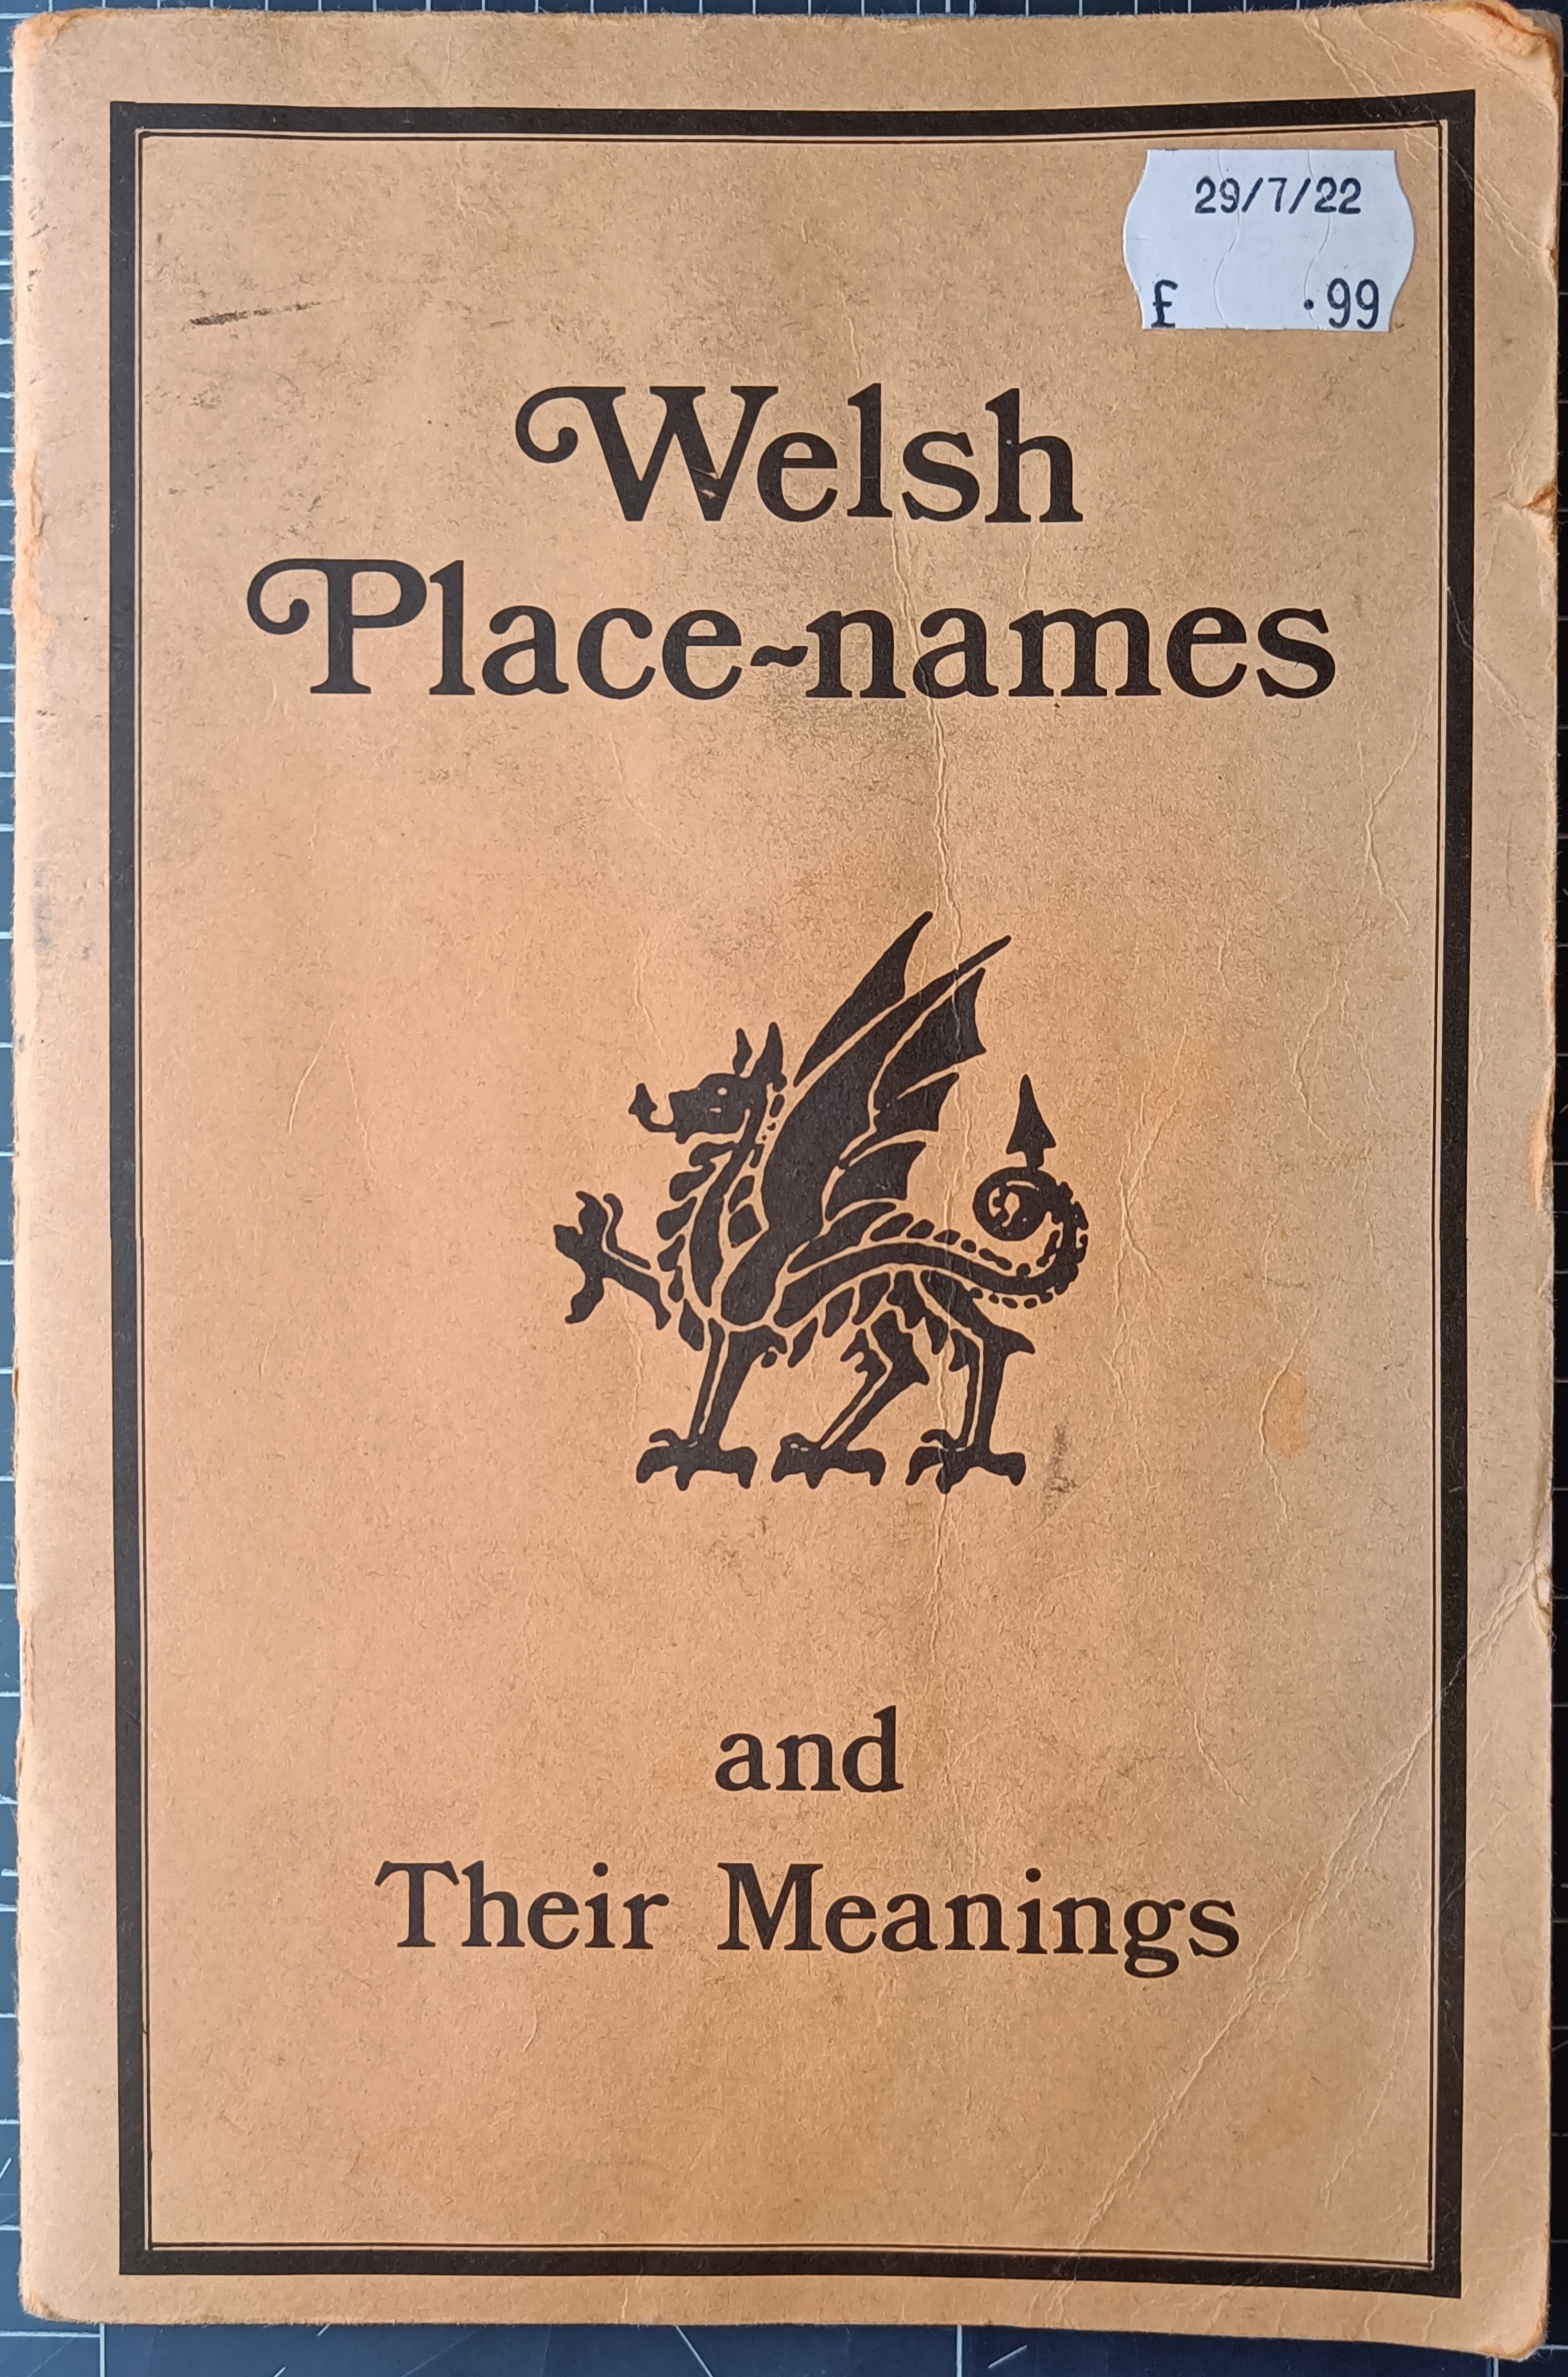 29/7/22
£ .99
Welsh
Place-names
and
Their Meanings